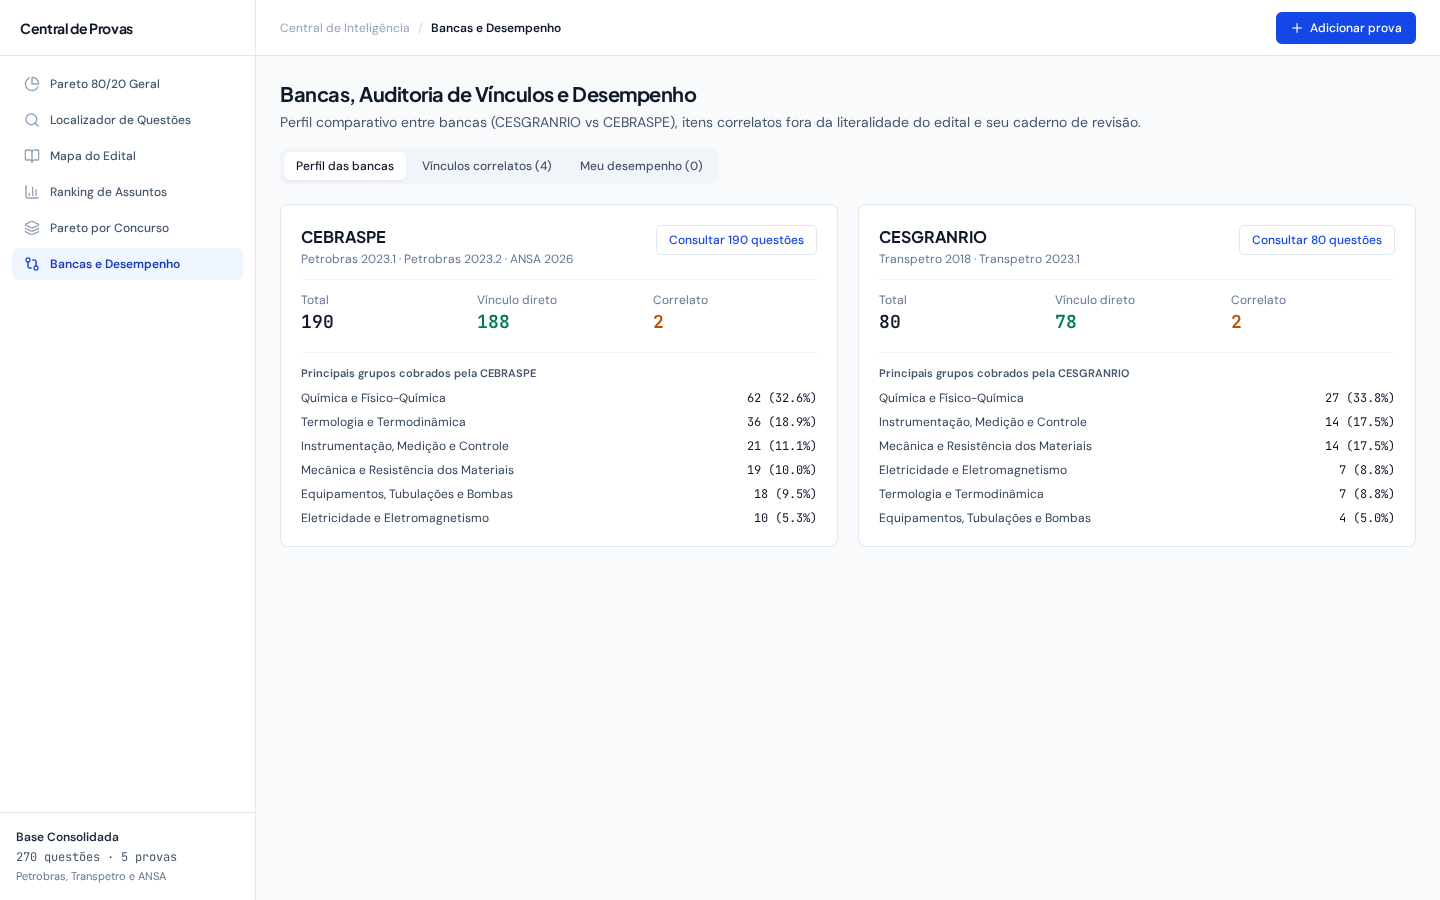 Central de Provas
Central de Inteligência / Bancas e Desempenho
Adicionar prova
Pareto 80/20 Geral
Localizador de Questões
Mapa do Edital
Ranking de Assuntos
Pareto por Concurso
Bancas e Desempenho
Bancas, Auditoria de Vínculos e Desempenho
Perfil comparativo entre bancas (CESGRANRIO vs CEBRASPE), itens correlatos fora da literalidade do edital e seu caderno de revisão.
Perfil das bancas
Vínculos correlatos (4)
Meu desempenho (0)
CEBRASPE
Petrobras 2023.1 · Petrobras 2023.2 · ANSA 2026
Consultar 190 questões
Total
190
Vínculo direto
188
Correlato
2
Principais grupos cobrados pela CEBRASPE
Química e Físico-Química 62 (32.6%)
Termologia e Termodinâmica 36 (18.9%)
Instrumentação, Medição e Controle 21 (11.1%)
Mecânica e Resistência dos Materiais 19 (10.0%)
Equipamentos, Tubulações e Bombas 18 (9.5%)
Eletricidade e Eletromagnetismo 10 (5.3%)
CESGRANRIO
Transpetro 2018 · Transpetro 2023.1
Consultar 80 questões
Total
80
Vínculo direto
78
Correlato
2
Principais grupos cobrados pela CESGRANRIO
Química e Físico-Química 27 (33.8%)
Instrumentação, Medição e Controle 14 (17.5%)
Mecânica e Resistência dos Materiais 14 (17.5%)
Eletricidade e Eletromagnetismo 7 (8.8%)
Termologia e Termodinâmica 7 (8.8%)
Equipamentos, Tubulações e Bombas 4 (5.0%)
Base Consolidada
270 questões · 5 provas
Petrobras, Transpetro e ANSA